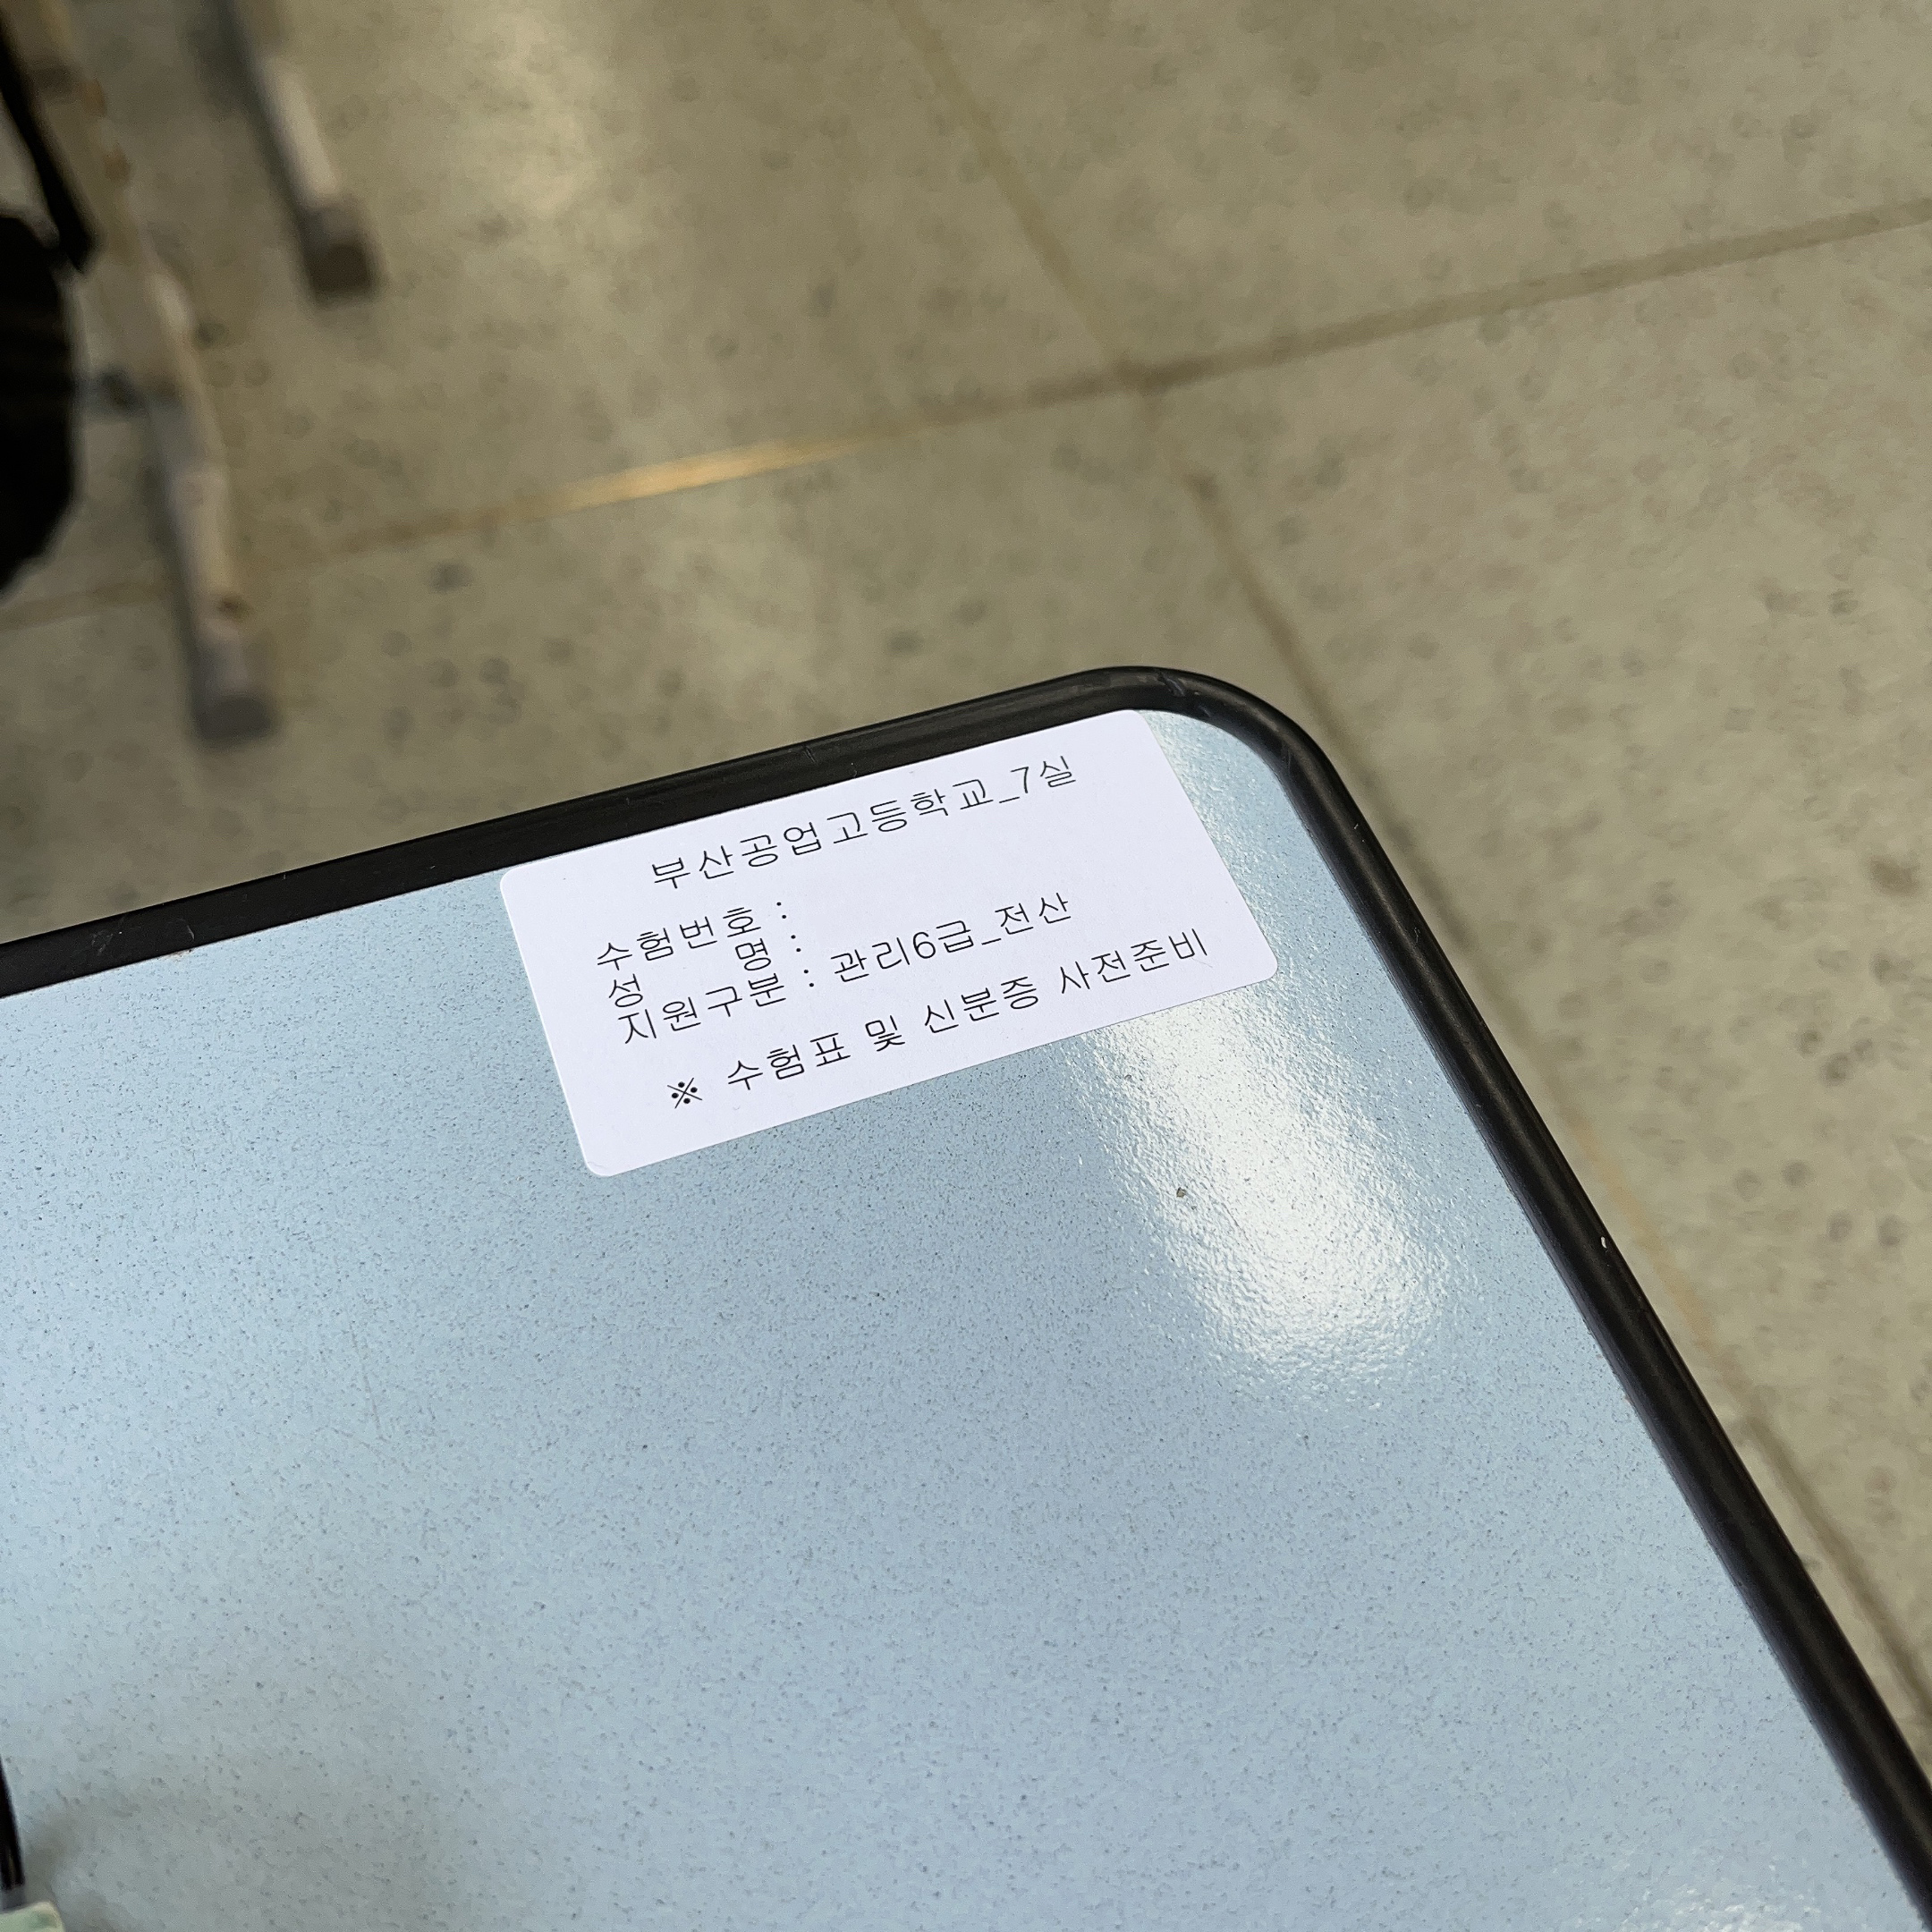 부산공업고등학교_7실
수험번호 :
성 명 :
지원구분 : 관리6급_전산
※ 수험표 및 신분증 사전준비